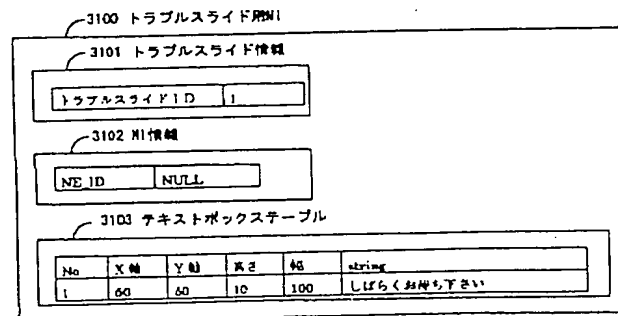 3100 トラブルスライド用NI
3101 トラブルスライド情報
トラブルスライドID 1
3102 NI情報
NE_ID NULL
3103 テキストボックステーブル
No X軸 Y軸 高さ 幅 string
1 60 60 10 100 しばらくお待ち下さい